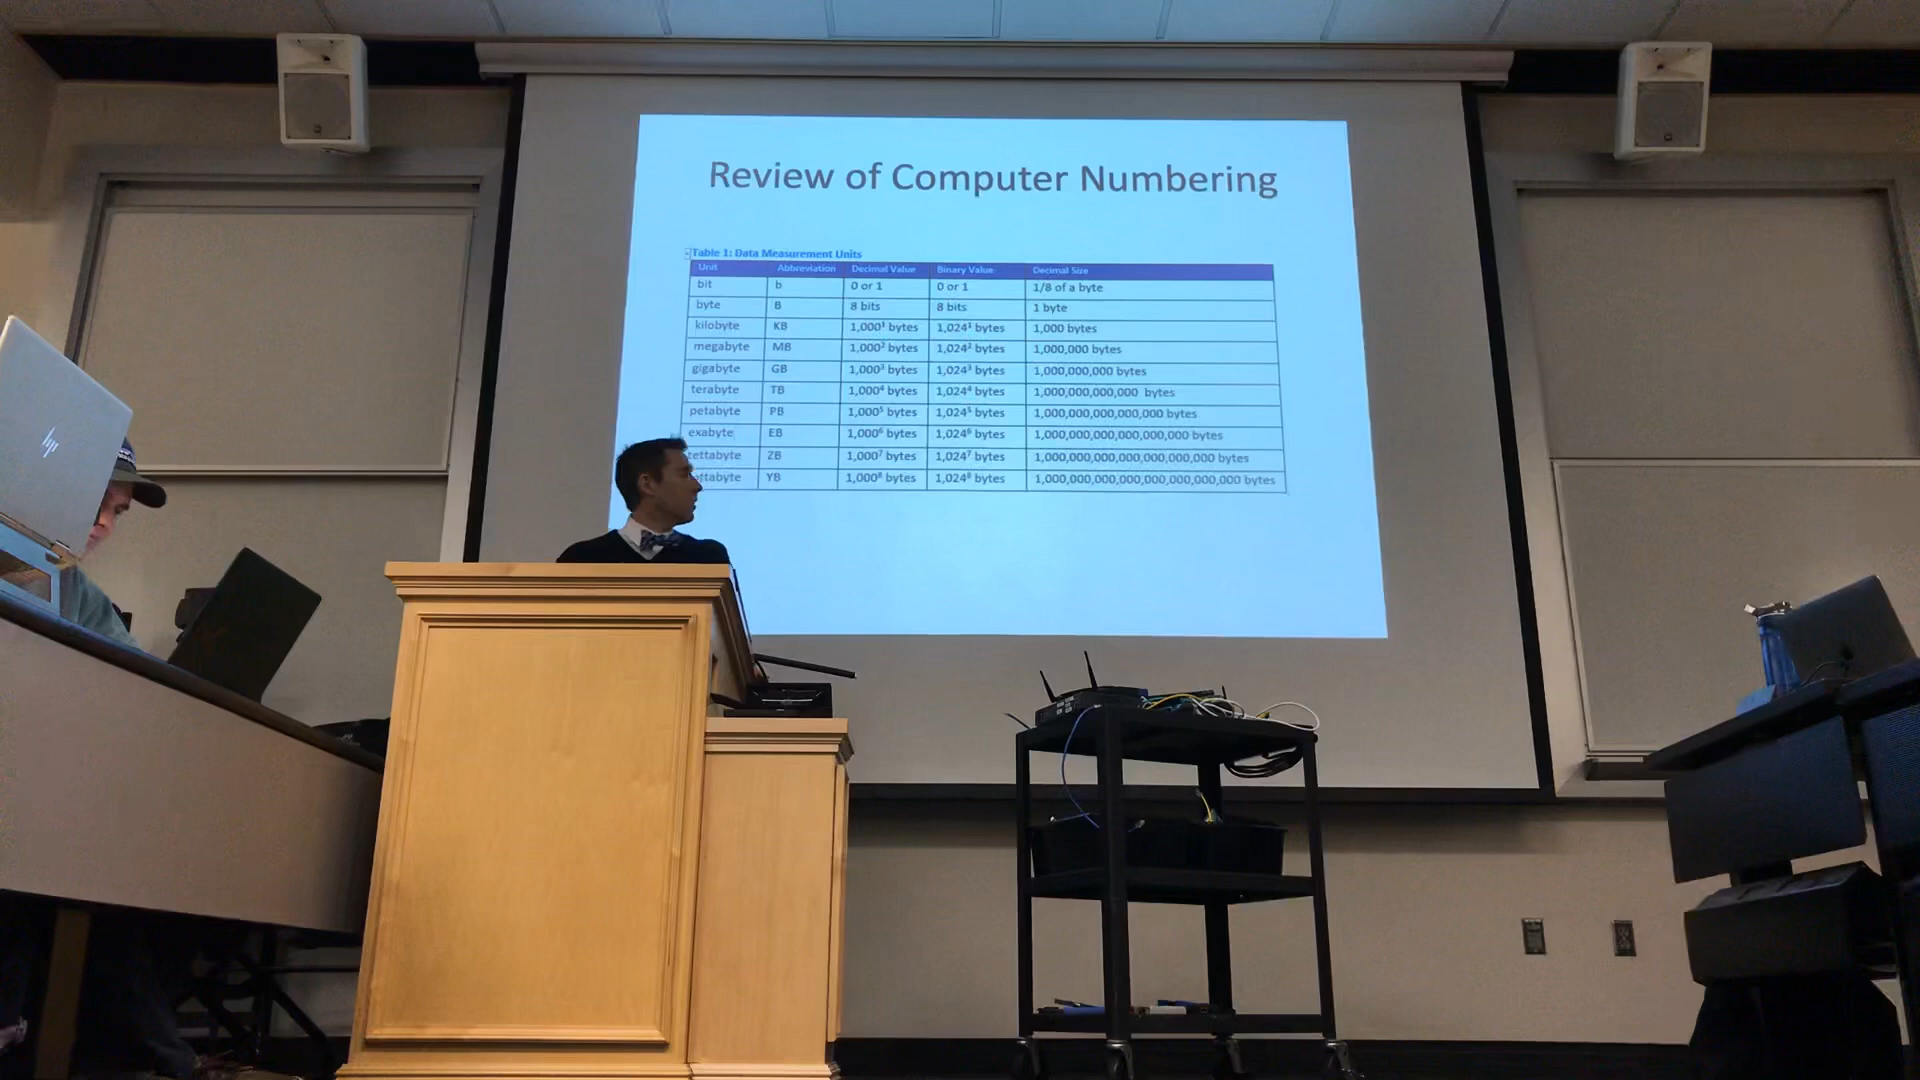 Review of Computer Numbering
Table 1: Data Measurement Units
Unit Abbreviation Decimal Value Binary Value Decimal Size
bit b 0 or 1 0 or 1 1/8 of a byte
byte B 8 bits 8 bits 1 byte
kilobyte KB 1,000¹ bytes 1,024¹ bytes 1,000 bytes
megabyte MB 1,000² bytes 1,024² bytes 1,000,000 bytes
gigabyte GB 1,000³ bytes 1,024³ bytes 1,000,000,000 bytes
terabyte TB 1,000⁴ bytes 1,024⁴ bytes 1,000,000,000,000 bytes
petabyte PB 1,000⁵ bytes 1,024⁵ bytes 1,000,000,000,000,000 bytes
exabyte EB 1,000⁶ bytes 1,024⁶ bytes 1,000,000,000,000,000,000 bytes
tettabyte ZB 1,000⁷ bytes 1,024⁷ bytes 1,000,000,000,000,000,000,000 bytes
ttabyte YB 1,000⁸ bytes 1,024⁸ bytes 1,000,000,000,000,000,000,000,000 bytes
hp